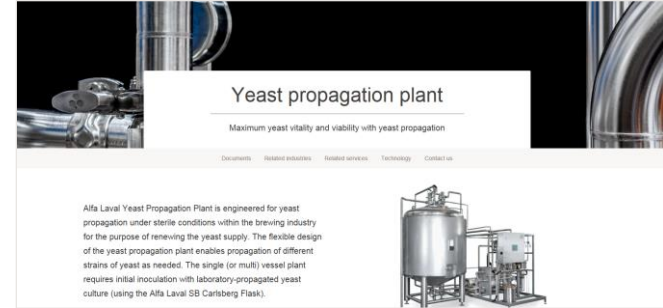 Yeast propagation plant
Maximum yeast vitality and viability with yeast propagation
Documents Related industries Related services Technology Contact us
Alfa Laval Yeast Propagation Plant is engineered for yeast
propagation under sterile conditions within the brewing industry
for the purpose of renewing the yeast supply. The flexible design
of the yeast propagation plant enables propagation of different
strains of yeast as needed. The single (or multi) vessel plant
requires initial inoculation with laboratory-propagated yeast
culture (using the Alfa Laval SB Carlsberg Flask).